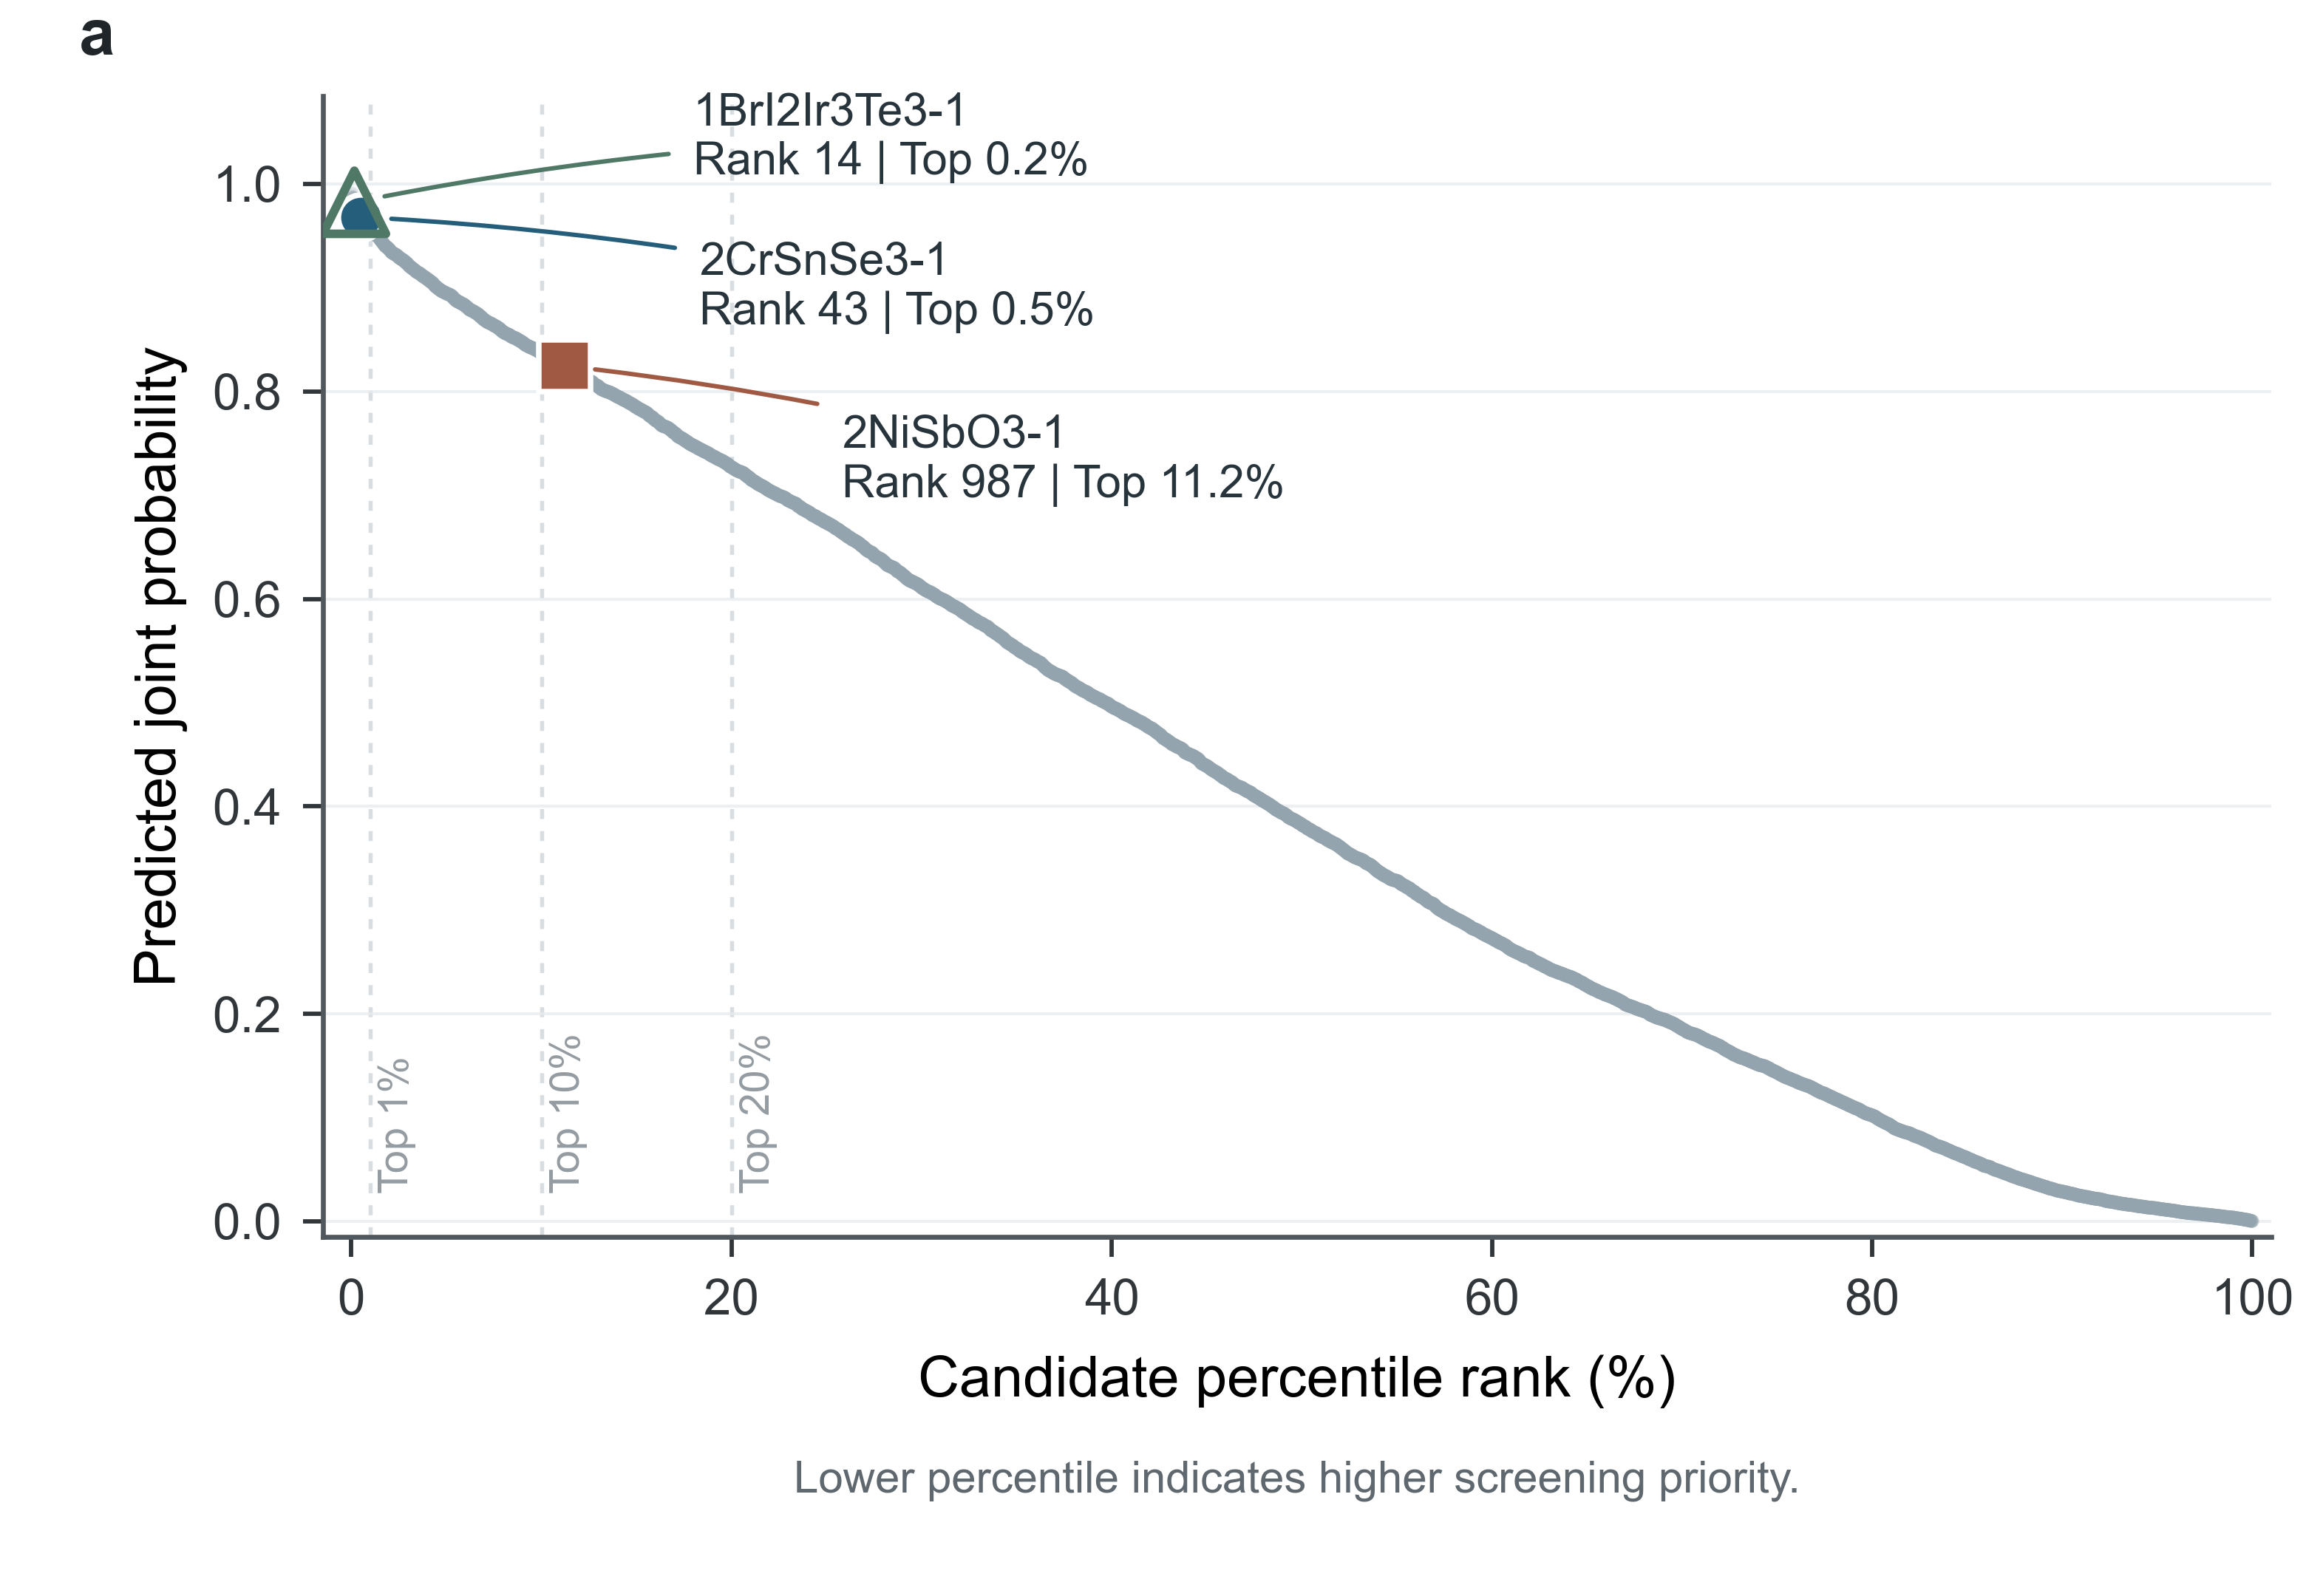 a
1BrI2Ir3Te3-1
Rank 14 | Top 0.2%
2CrSnSe3-1
Rank 43 | Top 0.5%
2NiSbO3-1
Rank 987 | Top 11.2%
Predicted joint probability
1.0
0.8
0.6
0.4
0.2
0.0
Top 1%
Top 10%
Top 20%
0
20
40
60
80
100
Candidate percentile rank (%)
Lower percentile indicates higher screening priority.